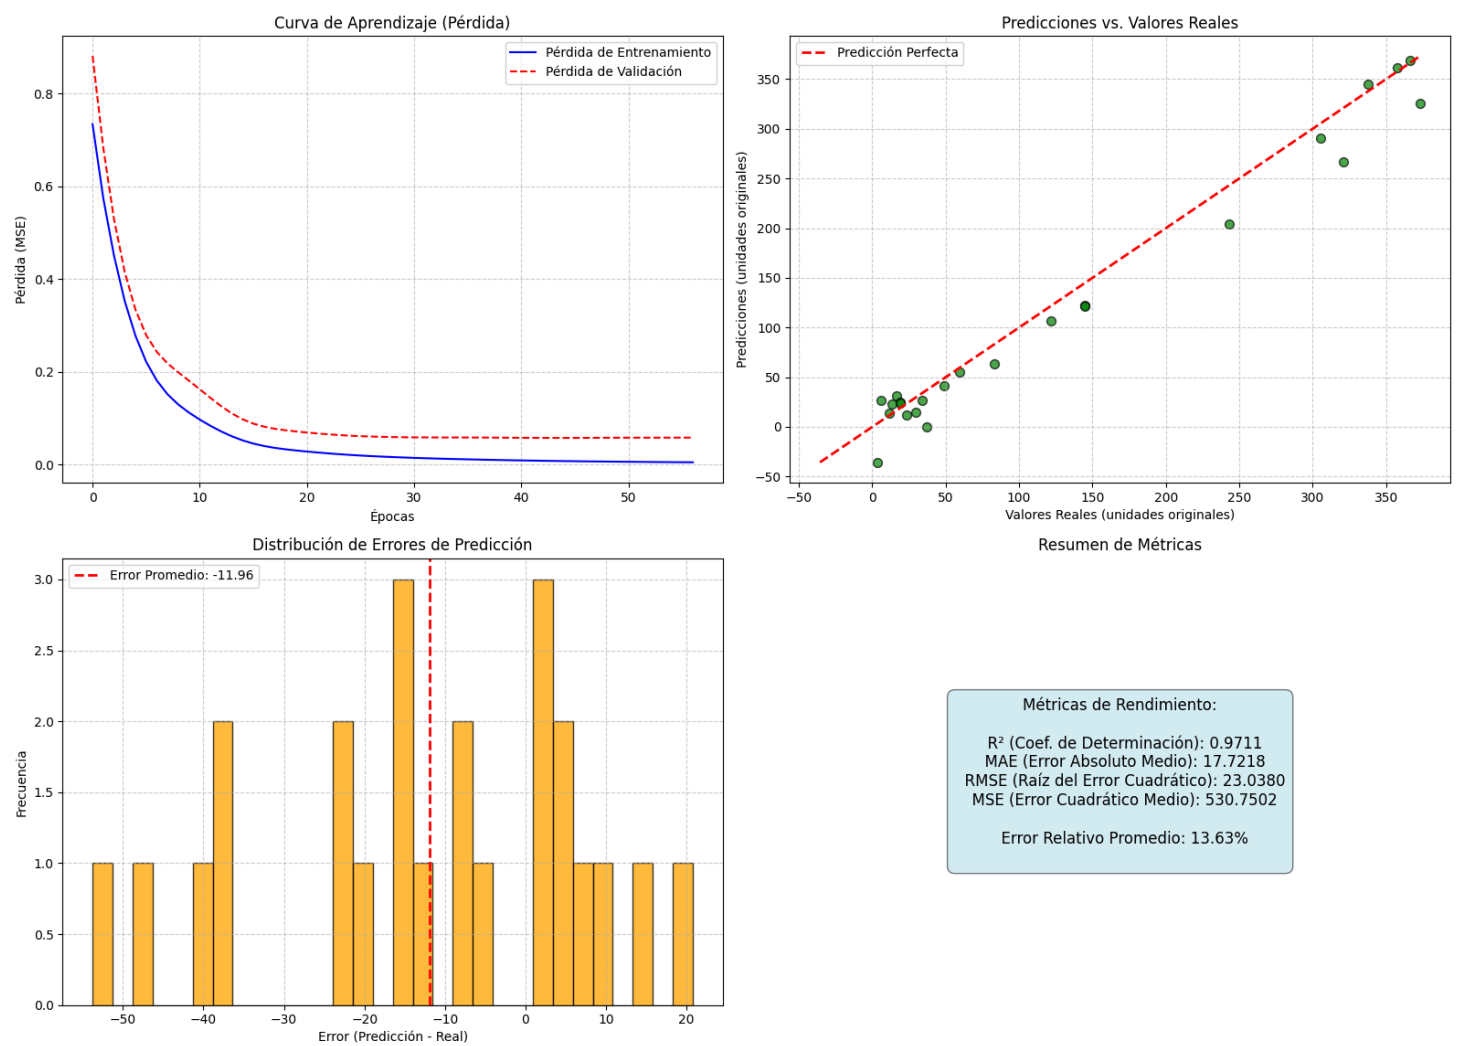 Curva de Aprendizaje (Pérdida)
Pérdida de Entrenamiento
Pérdida de Validación
Pérdida (MSE)
0.8
0.6
0.4
0.2
0.0
0 10 20 30 40 50
Épocas
Predicciones vs. Valores Reales
Predicción Perfecta
Predicciones (unidades originales)
350
300
250
200
150
100
50
0
−50
−50 0 50 100 150 200 250 300 350
Valores Reales (unidades originales)
Distribución de Errores de Predicción
Error Promedio: -11.96
Frecuencia
3.0
2.5
2.0
1.5
1.0
0.5
0.0
−50 −40 −30 −20 −10 0 10 20
Error (Predicción - Real)
Resumen de Métricas
Métricas de Rendimiento:
R² (Coef. de Determinación): 0.9711
MAE (Error Absoluto Medio): 17.7218
RMSE (Raíz del Error Cuadrático): 23.0380
MSE (Error Cuadrático Medio): 530.7502
Error Relativo Promedio: 13.63%